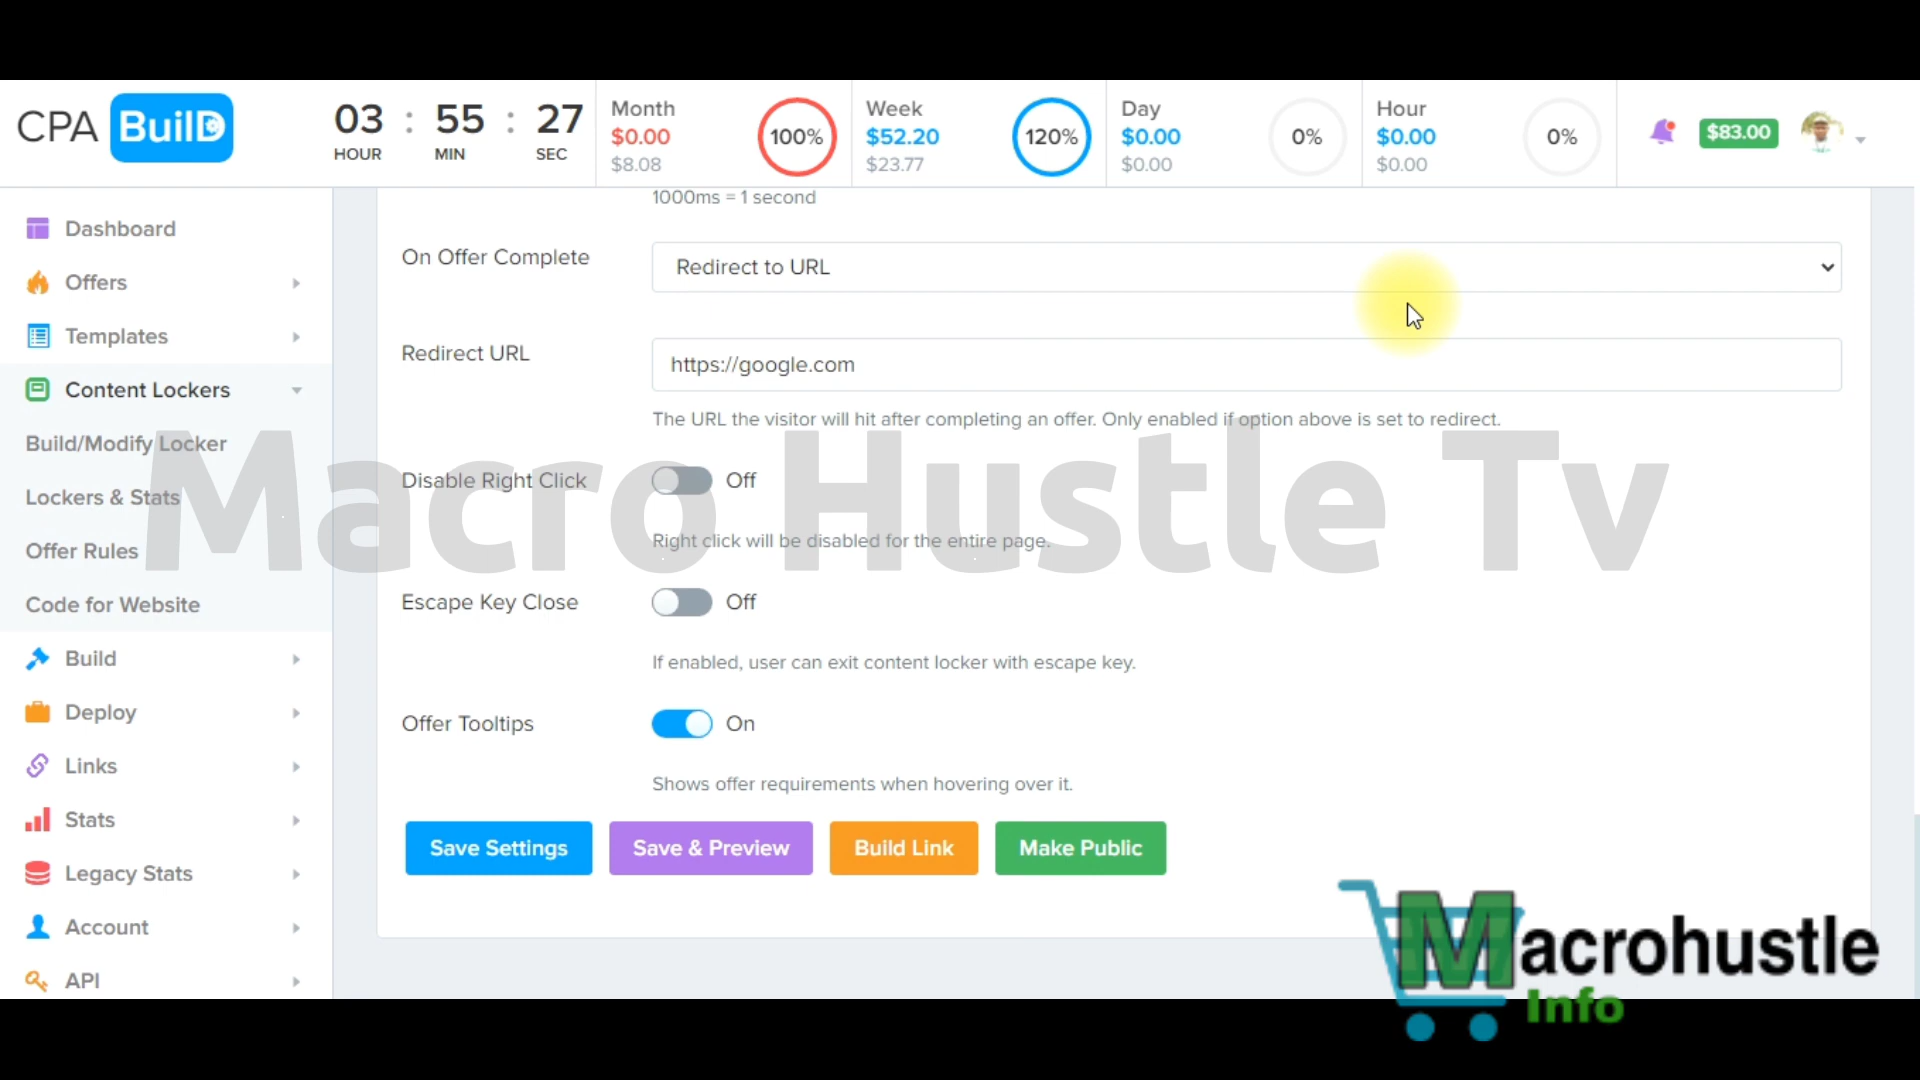 CPA BuilD
03 : 55 : 27
HOUR MIN SEC
Month
$0.00
$8.08
100%
Week
$52.20
$23.77
120%
Day
$0.00
$0.00
0%
Hour
$0.00
$0.00
0%
$83.00
Dashboard
Offers
Templates
Content Lockers
Build/Modify Locker
Lockers & Stats
Offer Rules
Code for Website
Build
Deploy
Links
Stats
Legacy Stats
Account
API
1000ms = 1 second
On Offer Complete
Redirect to URL
Redirect URL
https://google.com
The URL the visitor will hit after completing an offer. Only enabled if option above is set to redirect.
Disable Right Click
Off
Right click will be disabled for the entire page.
Escape Key Close
Off
If enabled, user can exit content locker with escape key.
Offer Tooltips
On
Shows offer requirements when hovering over it.
Save Settings
Save & Preview
Build Link
Make Public
Macro Hustle Tv
Macrohustle
Info